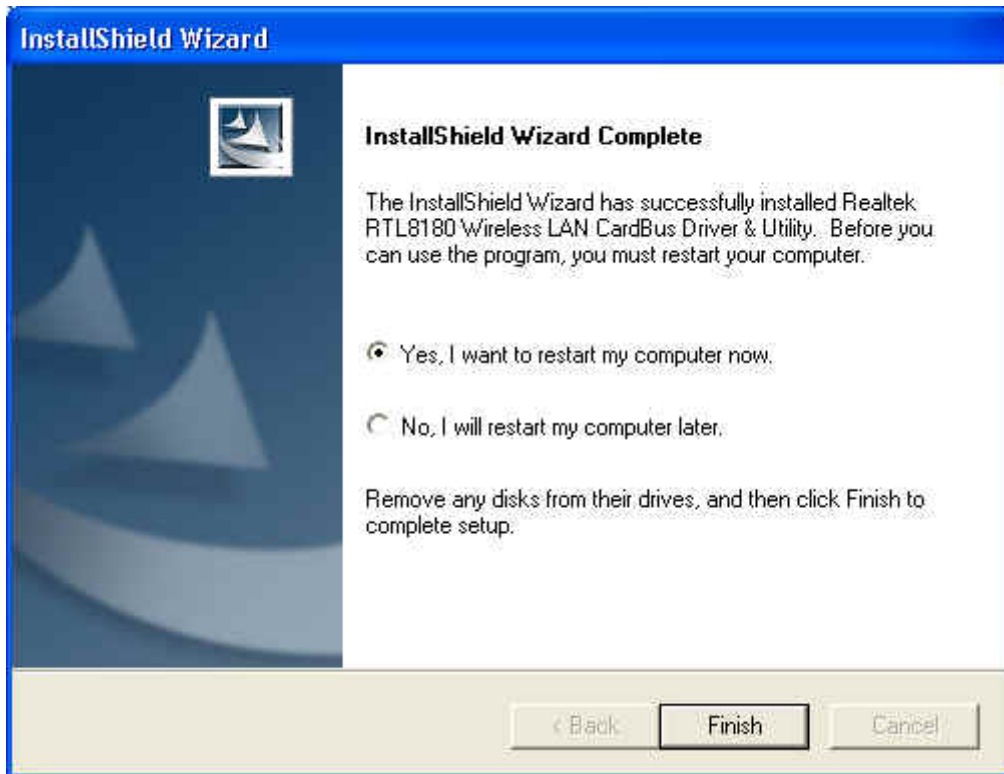 InstallShield Wizard
InstallShield Wizard Complete
The InstallShield Wizard has successfully installed Realtek
RTL8180 Wireless LAN CardBus Driver & Utility.  Before you
can use the program, you must restart your computer.
Yes, I want to restart my computer now.
No, I will restart my computer later.
Remove any disks from their drives, and then click Finish to
complete setup.
< Back
Finish
Cancel